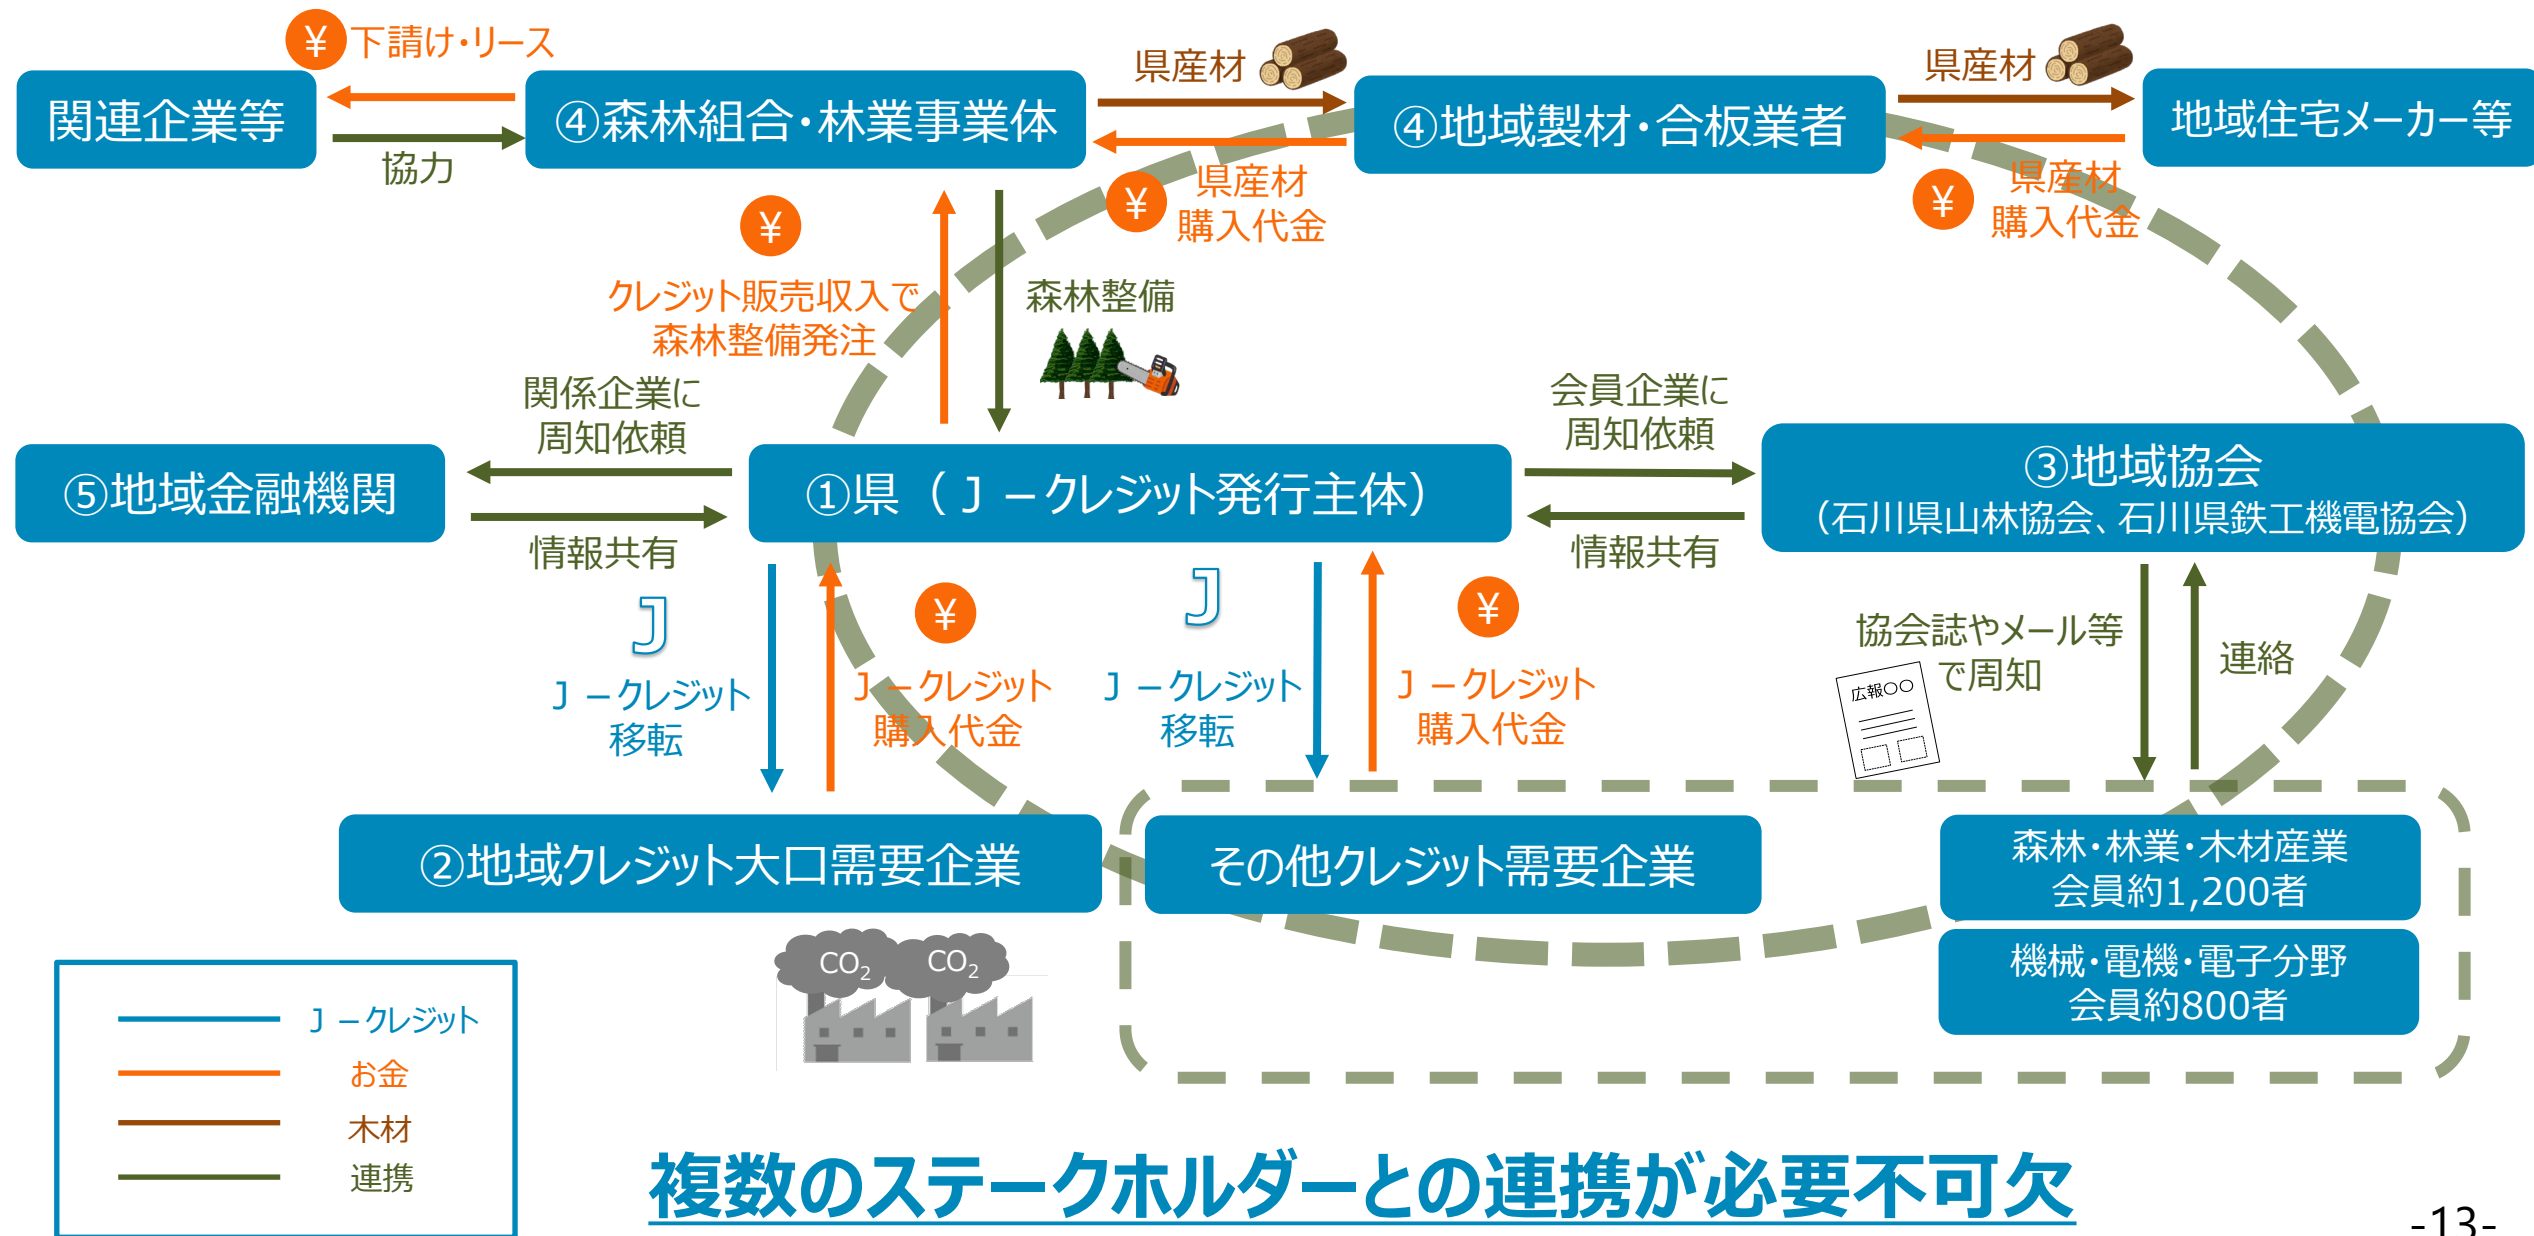 ¥ 下請け・リース
県産材
県産材
関連企業等
④森林組合・林業事業体
④地域製材・合板業者
地域住宅メーカー等
協力
¥
¥
県産材
購入代金
¥
県産材
購入代金
クレジット販売収入で
森林整備発注
森林整備
関係企業に
周知依頼
会員企業に
周知依頼
⑤地域金融機関
①県（Ｊ－クレジット発行主体）
③地域協会
（石川県山林協会、石川県鉄工機電協会）
情報共有
情報共有
J
¥
J
¥
Ｊ－クレジット
移転
Ｊ－クレジット
購入代金
Ｊ－クレジット
移転
Ｊ－クレジット
購入代金
協会誌やメール等
で周知
連絡
広報〇〇
②地域クレジット大口需要企業
その他クレジット需要企業
森林・林業・木材産業
会員約1,200者
機械・電機・電子分野
会員約800者
CO₂
CO₂
Ｊ－クレジット
お金
木材
連携
複数のステークホルダーとの連携が必要不可欠
-13-